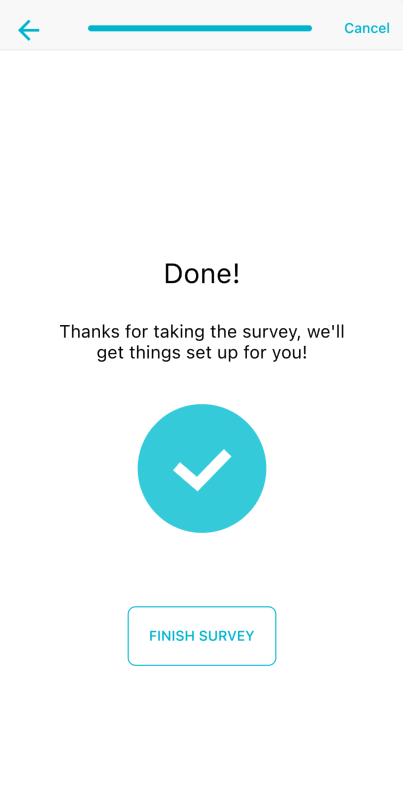 Cancel
Done!
Thanks for taking the survey, we'll
get things set up for you!
FINISH SURVEY